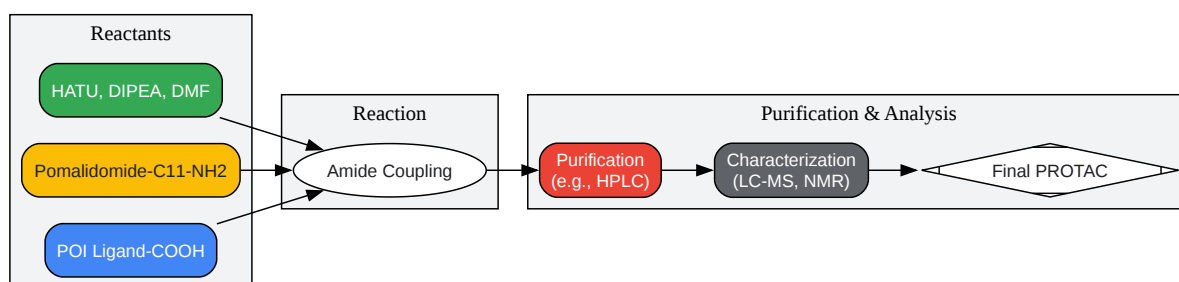 Reactants
HATU, DIPEA, DMF
Pomalidomide-C11-NH2
POI Ligand-COOH
Reaction
Amide Coupling
Purification & Analysis
Purification
(e.g., HPLC)
Characterization
(LC-MS, NMR)
Final PROTAC